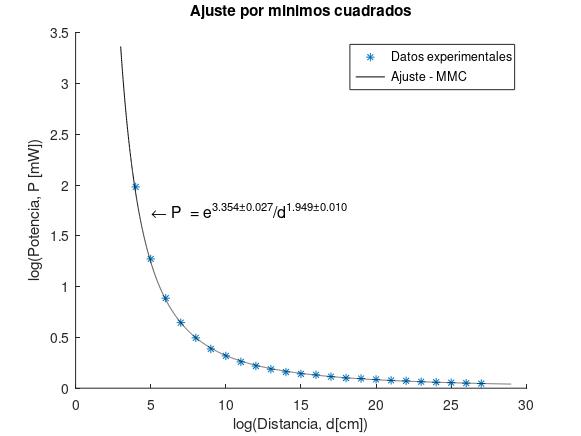 Ajuste por minimos cuadrados
3.5
3
2.5
2
1.5
1
0.5
0
log(Potencia, P [mW])
Datos experimentales
Ajuste - MMC
← P = e^3.354±0.027/d^1.949±0.010
0 5 10 15 20 25 30
log(Distancia, d[cm])